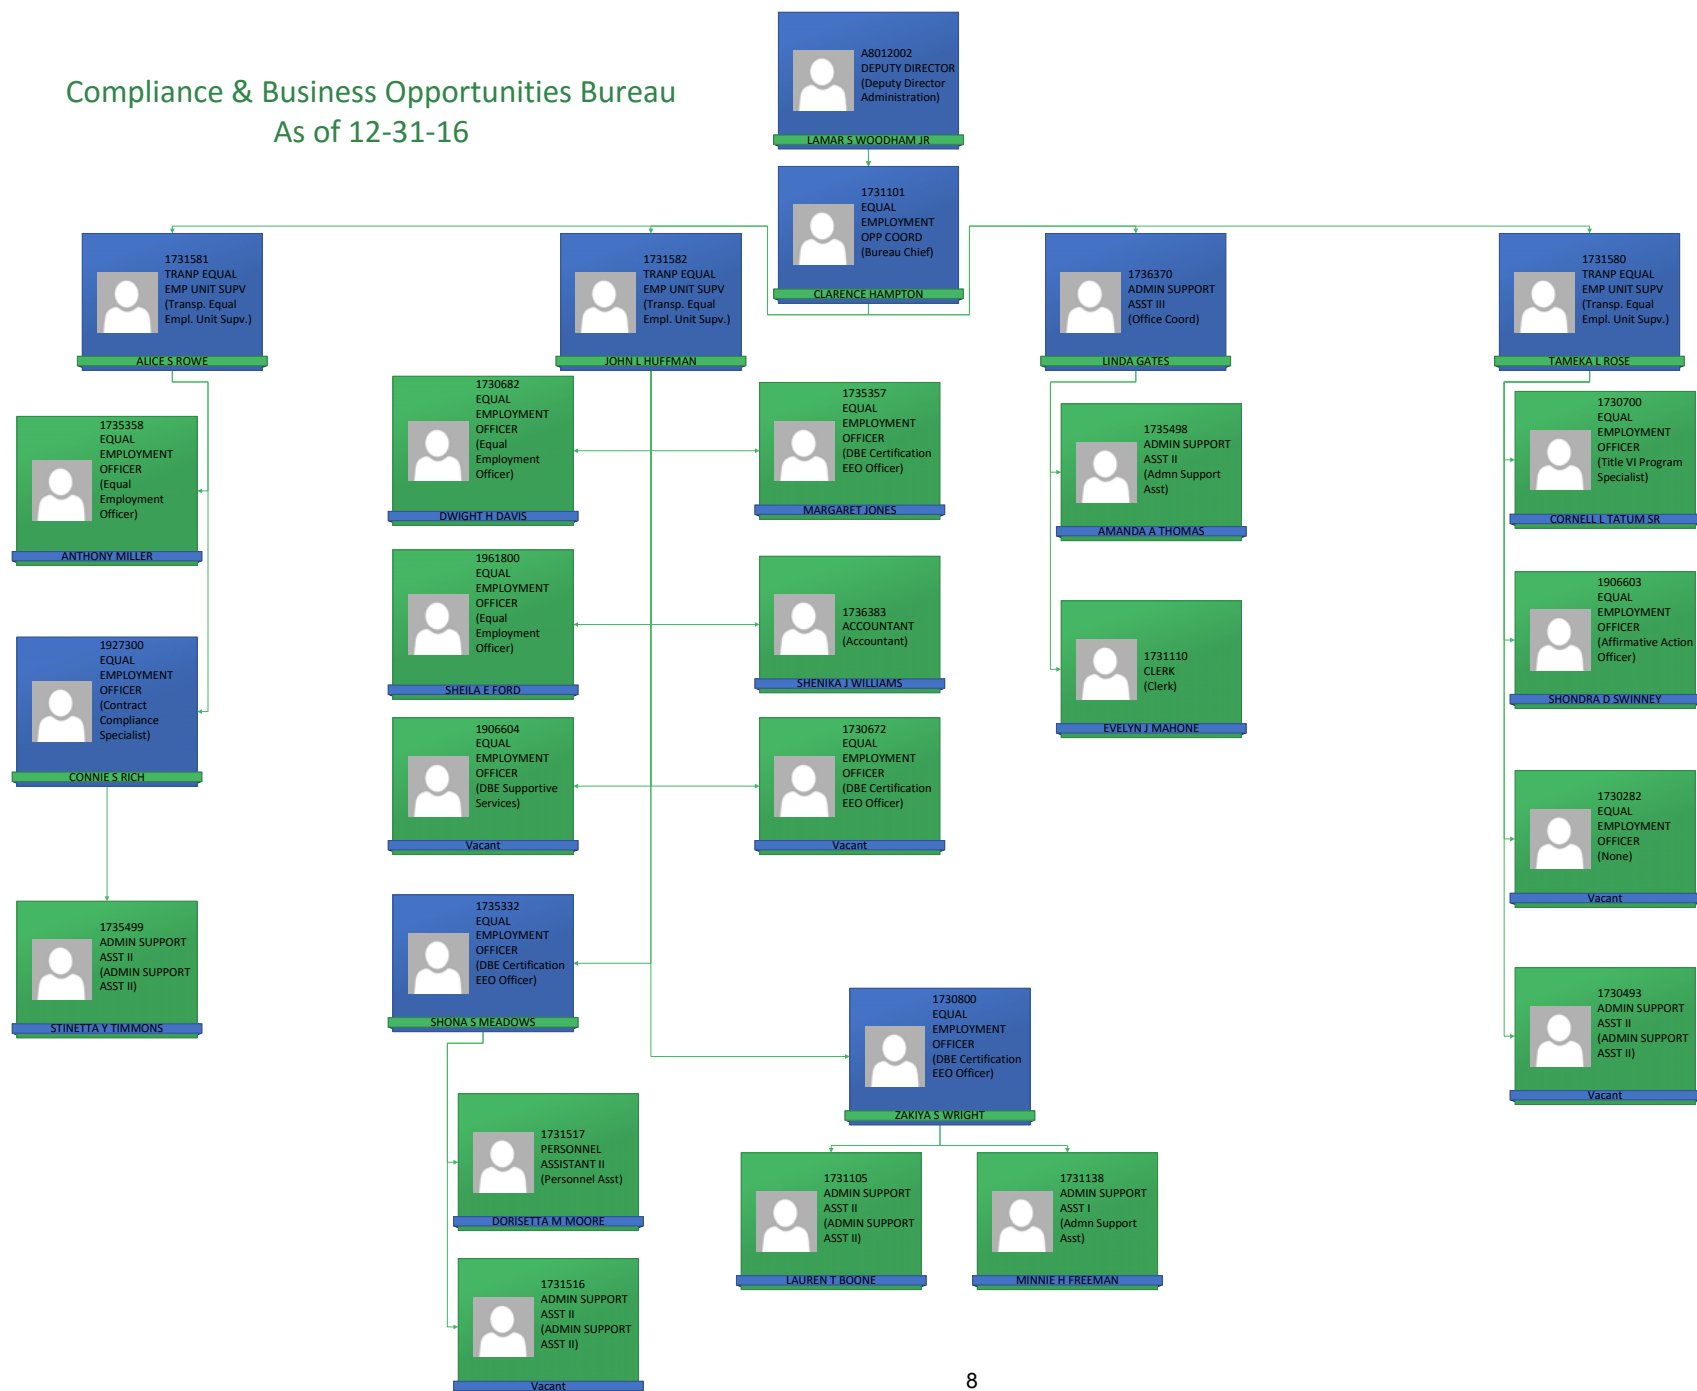 Compliance & Business Opportunities Bureau
As of 12-31-16
A8012002
DEPUTY DIRECTOR
(Deputy Director
Administration)
LAMAR S WOODHAM JR
1731101
EQUAL
EMPLOYMENT
OPP COORD
(Bureau Chief)
CLARENCE HAMPTON
1731581
TRANP EQUAL
EMP UNIT SUPV
(Transp. Equal
Empl. Unit Supv.)
ALICE S ROWE
1731582
TRANP EQUAL
EMP UNIT SUPV
(Transp. Equal
Empl. Unit Supv.)
JOHN L HUFFMAN
1736370
ADMIN SUPPORT
ASST III
(Office Coord)
LINDA GATES
1731580
TRANP EQUAL
EMP UNIT SUPV
(Transp. Equal
Empl. Unit Supv.)
TAMEKA L ROSE
1735358
EQUAL
EMPLOYMENT
OFFICER
(Equal
Employment
Officer)
ANTHONY MILLER
1730682
EQUAL
EMPLOYMENT
OFFICER
(Equal
Employment
Officer)
DWIGHT H DAVIS
1735357
EQUAL
EMPLOYMENT
OFFICER
(DBE Certification
EEO Officer)
MARGARET JONES
1735498
ADMIN SUPPORT
ASST II
(Admn Support
Asst)
AMANDA A THOMAS
1730700
EQUAL
EMPLOYMENT
OFFICER
(Title VI Program
Specialist)
CORNELL L TATUM SR
1961800
EQUAL
EMPLOYMENT
OFFICER
(Equal
Employment
Officer)
SHEILA E FORD
1736383
ACCOUNTANT
(Accountant)
SHENIKA J WILLIAMS
1731110
CLERK
(Clerk)
EVELYN J MAHONE
1906603
EQUAL
EMPLOYMENT
OFFICER
(Affirmative Action
Officer)
SHONDRA D SWINNEY
1927300
EQUAL
EMPLOYMENT
OFFICER
(Contract
Compliance
Specialist)
CONNIE S RICH
1906604
EQUAL
EMPLOYMENT
OFFICER
(DBE Supportive
Services)
Vacant
1730672
EQUAL
EMPLOYMENT
OFFICER
(DBE Certification
EEO Officer)
Vacant
1730282
EQUAL
EMPLOYMENT
OFFICER
(None)
Vacant
1735499
ADMIN SUPPORT
ASST II
(ADMIN SUPPORT
ASST II)
STINETTA Y TIMMONS
1735332
EQUAL
EMPLOYMENT
OFFICER
(DBE Certification
EEO Officer)
SHONA S MEADOWS
1730800
EQUAL
EMPLOYMENT
OFFICER
(DBE Certification
EEO Officer)
ZAKIYA S WRIGHT
1730493
ADMIN SUPPORT
ASST II
(ADMIN SUPPORT
ASST II)
Vacant
1731517
PERSONNEL
ASSISTANT II
(Personnel Asst)
DORISETTA M MOORE
1731105
ADMIN SUPPORT
ASST II
(ADMIN SUPPORT
ASST II)
LAUREN T BOONE
1731138
ADMIN SUPPORT
ASST I
(Admn Support
Asst)
MINNIE H FREEMAN
1731516
ADMIN SUPPORT
ASST II
(ADMIN SUPPORT
ASST II)
Vacant
8